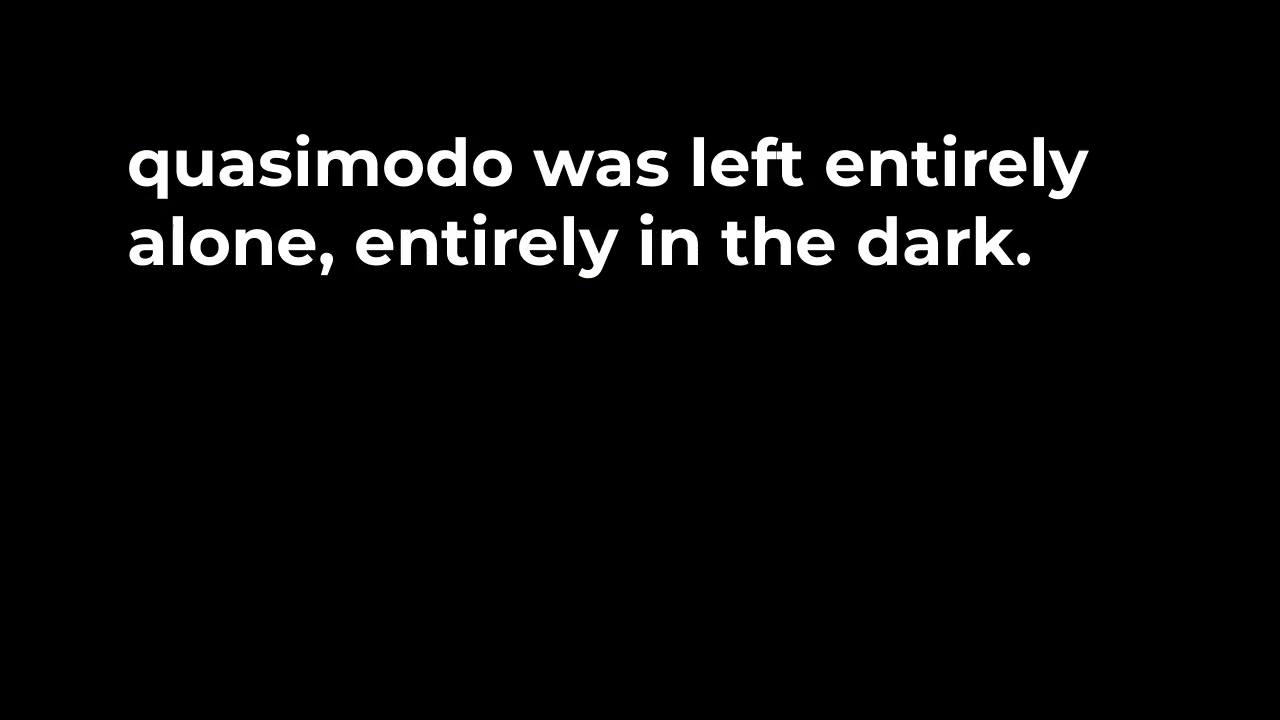 quasimodo was left entirely
alone, entirely in the dark.